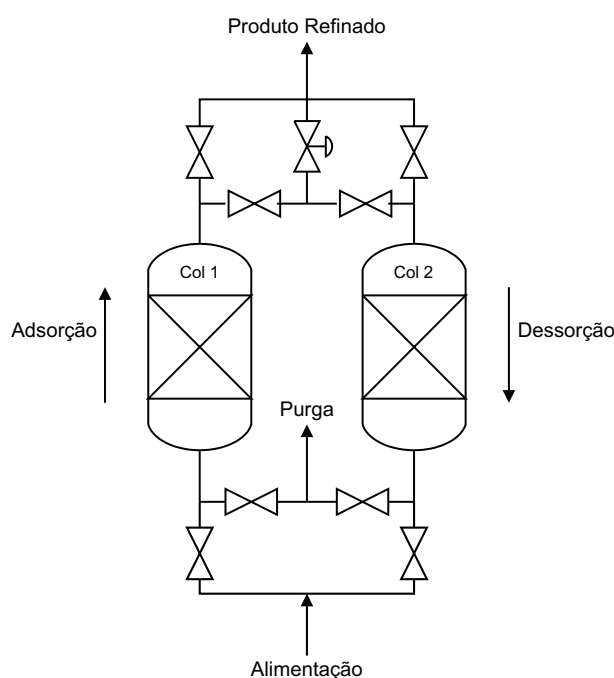 Produto Refinado
Col 1
Col 2
Adsorção
Dessorção
Purga
Alimentação